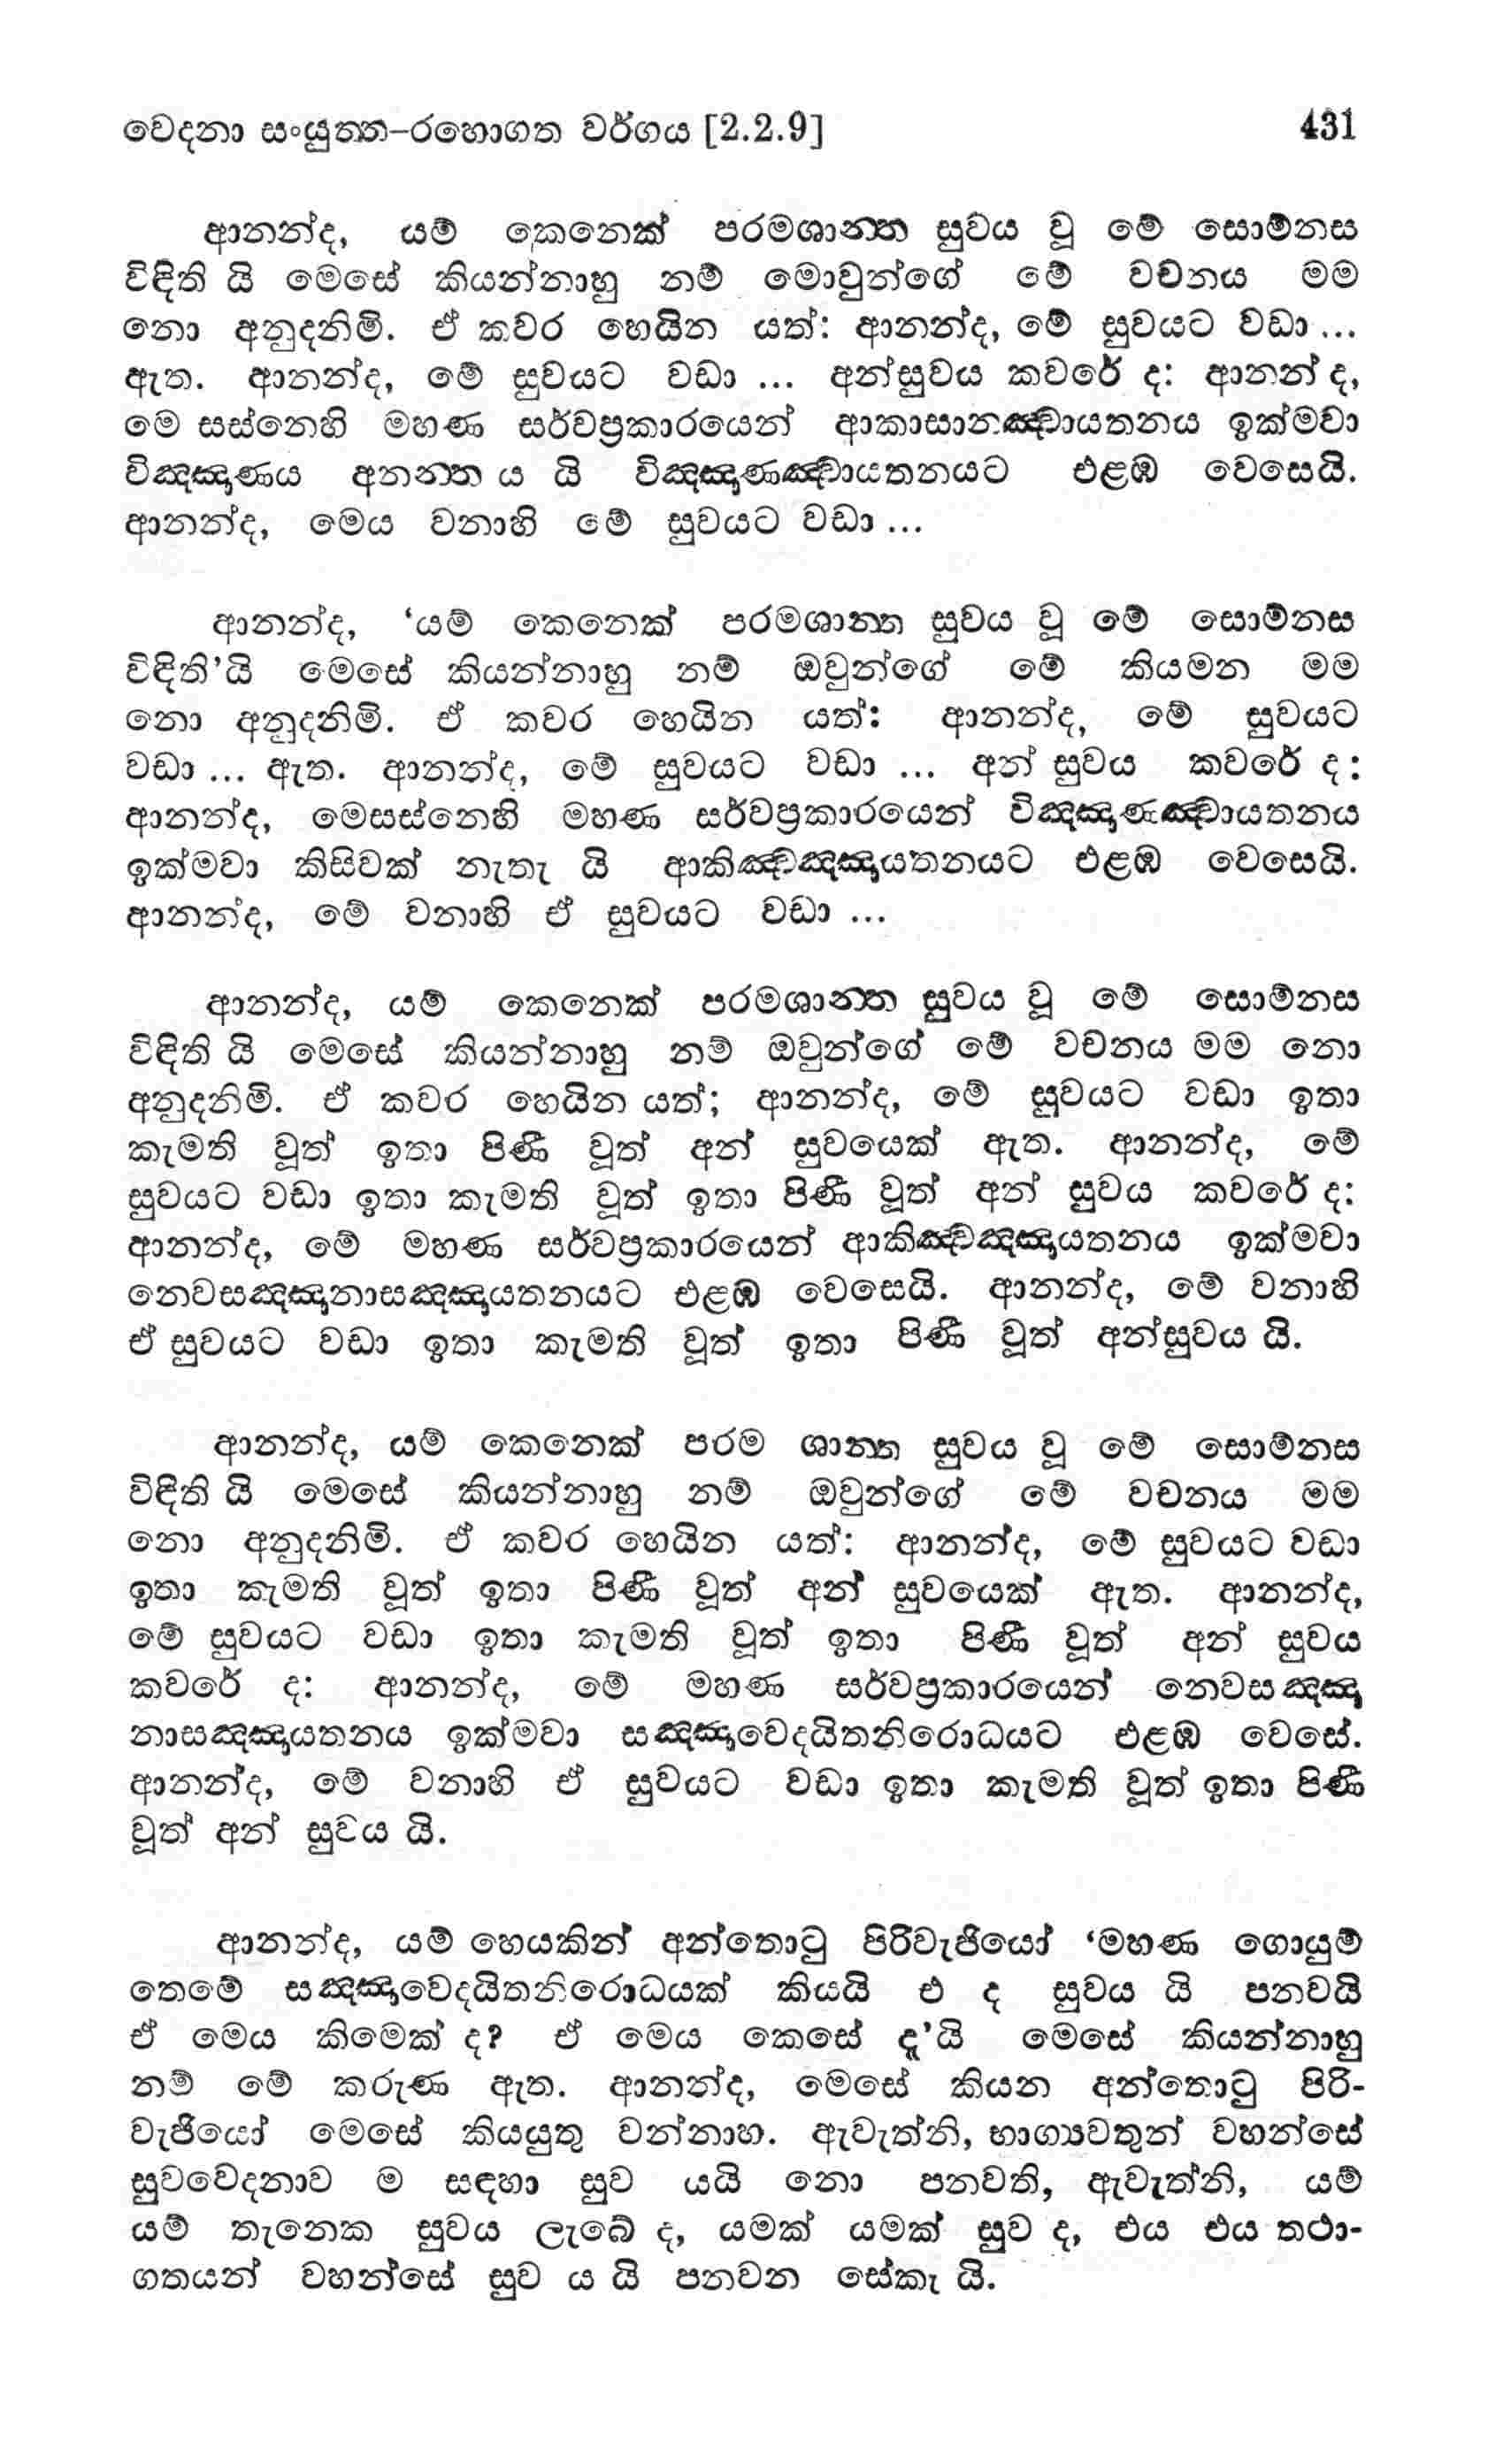 වෙදනා සංයුත්ත–රහොගත වර්ගය [2.2.9] 431
ආනන්ද, යම් කෙනෙක් පරමශාන්ත සුවය වූ මේ සොම්නස
විඳිති යි මෙසේ කියන්නාහු නම් මොවුන්ගේ මේ වචනය මම
නො අනුදනිමි. ඒ කවර හෙයින යත්: ආනන්ද, මේ සුවයට වඩා ...
ඇත. ආනන්ද, මේ සුවයට වඩා ... අන්සුවය කවරේ ද: ආනන්ද,
මෙ සස්නෙහි මහණ සර්වප්‍රකාරයෙන් ආකාසානඤ්චායතනය ඉක්මවා
විඤ්ඤාණය අනන්ත ය යි විඤ්ඤාණඤ්චායතනයට එළඹ වෙසෙයි.
ආනන්ද, මෙය වනාහි මේ සුවයට වඩා ...
ආනන්ද, ‘යම් කෙනෙක් පරමශාන්ත සුවය වූ මේ සොම්නස
විඳිති’යි මෙසේ කියන්නාහු නම් ඔවුන්ගේ මේ කියමන මම
නො අනුදනිමි. ඒ කවර හෙයින යත්: ආනන්ද, මේ සුවයට
වඩා ... ඇත. ආනන්ද, මේ සුවයට වඩා ... අන් සුවය කවරේ ද:
ආනන්ද, මෙසස්නෙහි මහණ සර්වප්‍රකාරයෙන් විඤ්ඤාණඤ්චායතනය
ඉක්මවා කිසිවක් නැතැ යි ආකිඤ්චඤ්ඤායතනයට එළඹ වෙසෙයි.
ආනන්ද, මේ වනාහි ඒ සුවයට වඩා ...
ආනන්ද, යම් කෙනෙක් පරමශාන්ත සුවය වූ මේ සොම්නස
විඳිති යි මෙසේ කියන්නාහු නම් ඔවුන්ගේ මේ වචනය මම නො
අනුදනිමි. ඒ කවර හෙයින යත්; ආනන්ද, මේ සුවයට වඩා ඉතා
කැමති වූත් ඉතා පිණී වූත් අන් සුවයෙක් ඇත. ආනන්ද, මේ
සුවයට වඩා ඉතා කැමති වූත් ඉතා පිණී වූත් අන් සුවය කවරේ ද:
ආනන්ද, මේ මහණ සර්වප්‍රකාරයෙන් ආකිඤ්චඤ්ඤායතනය ඉක්මවා
නෙවසඤ්ඤානාසඤ්ඤායතනයට එළඹ වෙසෙයි. ආනන්ද, මේ වනාහි
ඒ සුවයට වඩා ඉතා කැමති වූත් ඉතා පිණී වූත් අන්සුවය යි.
ආනන්ද, යම් කෙනෙක් පරම ශාන්ත සුවය වූ මේ සොම්නස
විඳිති යි මෙසේ කියන්නාහු නම් ඔවුන්ගේ මේ වචනය මම
නො අනුදනිමි. ඒ කවර හෙයින යත්: ආනන්ද, මේ සුවයට වඩා
ඉතා කැමති වූත් ඉතා පිණී වූත් අන් සුවයෙක් ඇත. ආනන්ද,
මේ සුවයට වඩා ඉතා කැමති වූත් ඉතා පිණී වූත් අන් සුවය
කවරේ ද: ආනන්ද, මේ මහණ සර්වප්‍රකාරයෙන් නෙවසඤ්ඤා
නාසඤ්ඤායතනය ඉක්මවා සඤ්ඤාවෙදයිතනිරොධයට එළඹ වෙසේ.
ආනන්ද, මේ වනාහි ඒ සුවයට වඩා ඉතා කැමති වූත් ඉතා පිණී
වූත් අන් සුවය යි.
ආනන්ද, යම් හෙයකින් අන්තොටු පිරිවැජියෝ ‘මහණ ගොයුම්
තෙමේ සඤ්ඤාවෙදයිතනිරොධයක් කියයි එ ද සුවය යි පනවයි
ඒ මෙය කිමෙක් ද? ඒ මෙය කෙසේ දැ’යි මෙසේ කියන්නාහු
නම් මේ කරුණ ඇත. ආනන්ද, මෙසේ කියන අන්තොටු පිරි-
වැජියෝ මෙසේ කියයුතු වන්නාහ. ඇවැත්නි, භාග්‍යවතුන් වහන්සේ
සුවවෙදනාව ම සඳහා සුව යයි නො පනවති, ඇවැත්නි, යම්
යම් තැනෙක සුවය ලැබේ ද, යමක් යමක් සුව ද, එය එය තථා-
ගතයන් වහන්සේ සුව ය යි පනවන සේකැ යි.